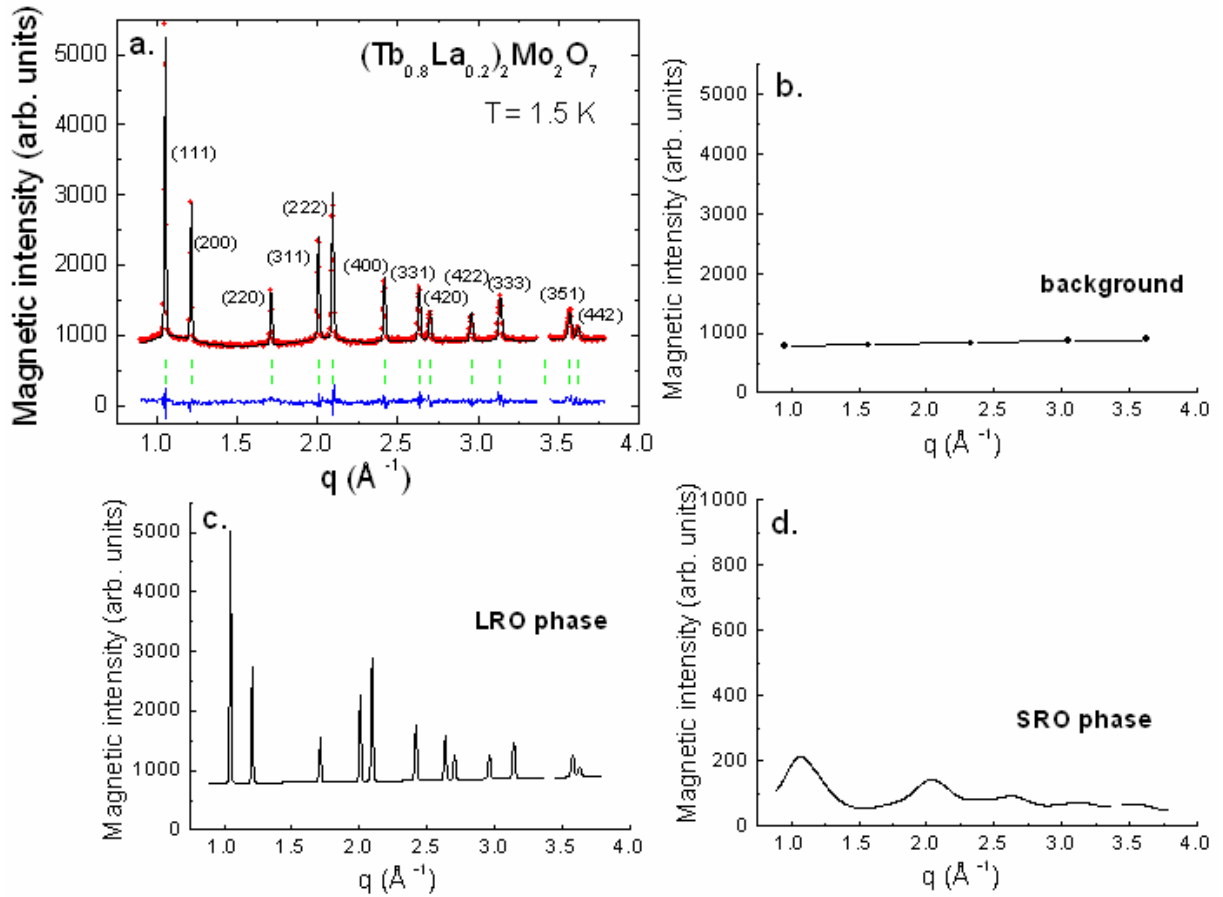 a.
(Tb0.8La0.2)2Mo2O7
T= 1.5 K
Magnetic intensity (arb. units)
5000
4000
3000
2000
1000
0
(111)
(200)
(220)
(311)
(222)
(400)
(331)
(420)
(422)
(333)
(351)
(442)
1.0 1.5 2.0 2.5 3.0 3.5 4.0
q (Å -1)
b.
Magnetic intensity (arb. units)
5000
4000
3000
2000
1000
0
background
1.0 1.5 2.0 2.5 3.0 3.5 4.0
q (Å -1)
c.
Magnetic intensity (arb. units)
5000
4000
3000
2000
1000
0
LRO phase
1.0 1.5 2.0 2.5 3.0 3.5 4.0
q (Å -1)
d.
Magnetic intensity (arb. units)
1000
800
600
400
200
0
SRO phase
1.0 1.5 2.0 2.5 3.0 3.5 4.0
q (Å -1)